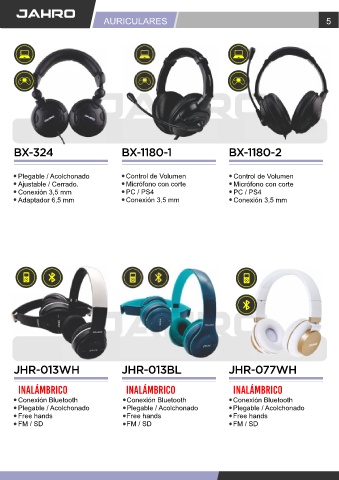 JAHRO
AURICULARES
5
JAHRO
BX-324
• Plegable / Acolchonado
• Ajustable / Cerrado.
• Conexión 3,5 mm
• Adaptador 6,5 mm
BX-1180-1
• Control de Volumen
• Micrófono con corte
• PC / PS4
• Conexión 3,5 mm
BX-1180-2
• Control de Volumen
• Micrófono con corte
• PC / PS4
• Conexión 3,5 mm
JAHRO
JHR-013WH
INALÁMBRICO
• Conexión Bluetooth
• Plegable / Acolchonado
• Free hands
• FM / SD
JHR-013BL
INALÁMBRICO
• Conexión Bluetooth
• Plegable / Acolchonado
• Free hands
• FM / SD
JHR-077WH
INALÁMBRICO
• Conexión Bluetooth
• Plegable / Acolchonado
• Free hands
• FM / SD